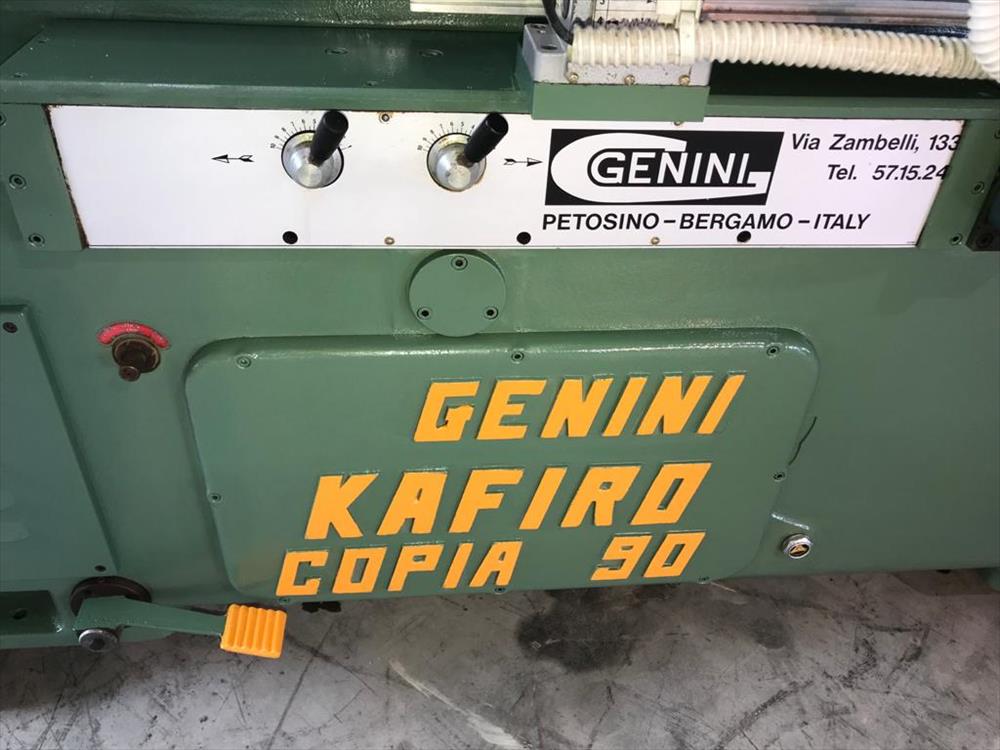 GENINI
Via Zambelli, 133
Tel. 57.15.24
PETOSINO-BERGAMO-ITALY
GENINI
KAFIRO
COPIA 90